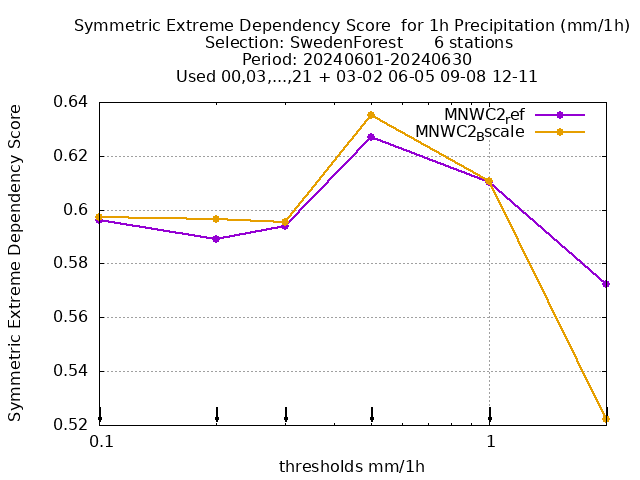 Symmetric Extreme Dependency Score  for 1h Precipitation (mm/1h)
Selection: SwedenForest      6 stations
Period: 20240601-20240630
Used 00,03,...,21 + 03-02 06-05 09-08 12-11
MNWC2ref
MNWC2Bscale
Symmetric Extreme Dependency Score
0.64
0.62
0.6
0.58
0.56
0.54
0.52
0.1
1
thresholds mm/1h